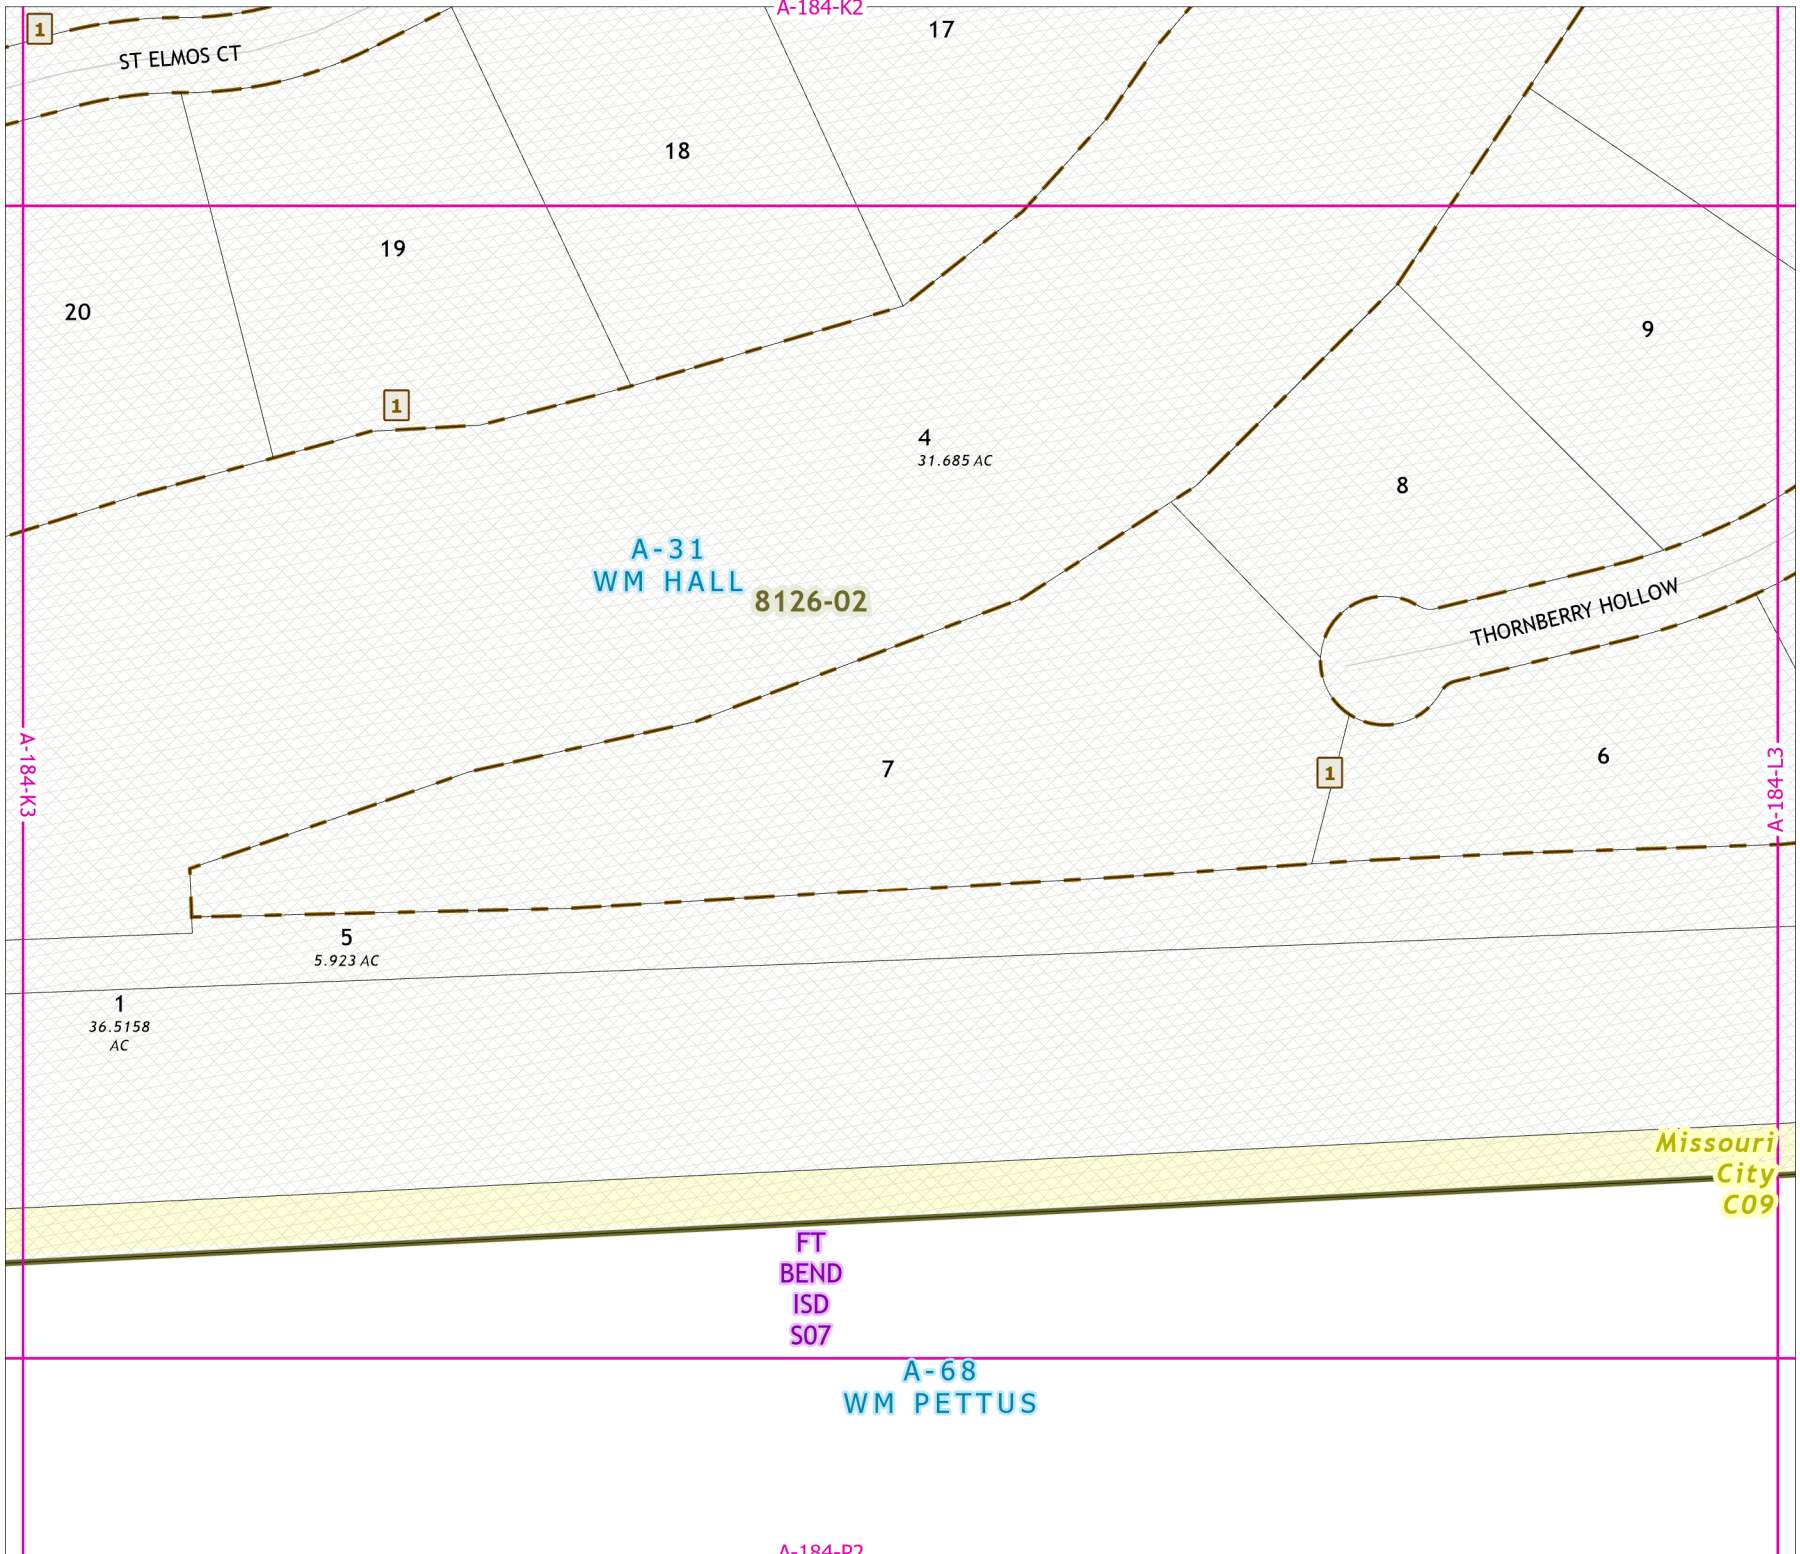 A-184-K2
1
ST ELMOS CT
17
18
19
20
9
1
4
31.685 AC
8
A-31
WM HALL
8126-02
THORNBERRY HOLLOW
A-184-K3
A-184-L3
7
1
6
5
5.923 AC
1
36.5158
AC
Missouri
City
C09
FT
BEND
ISD
S07
A-68
WM PETTUS